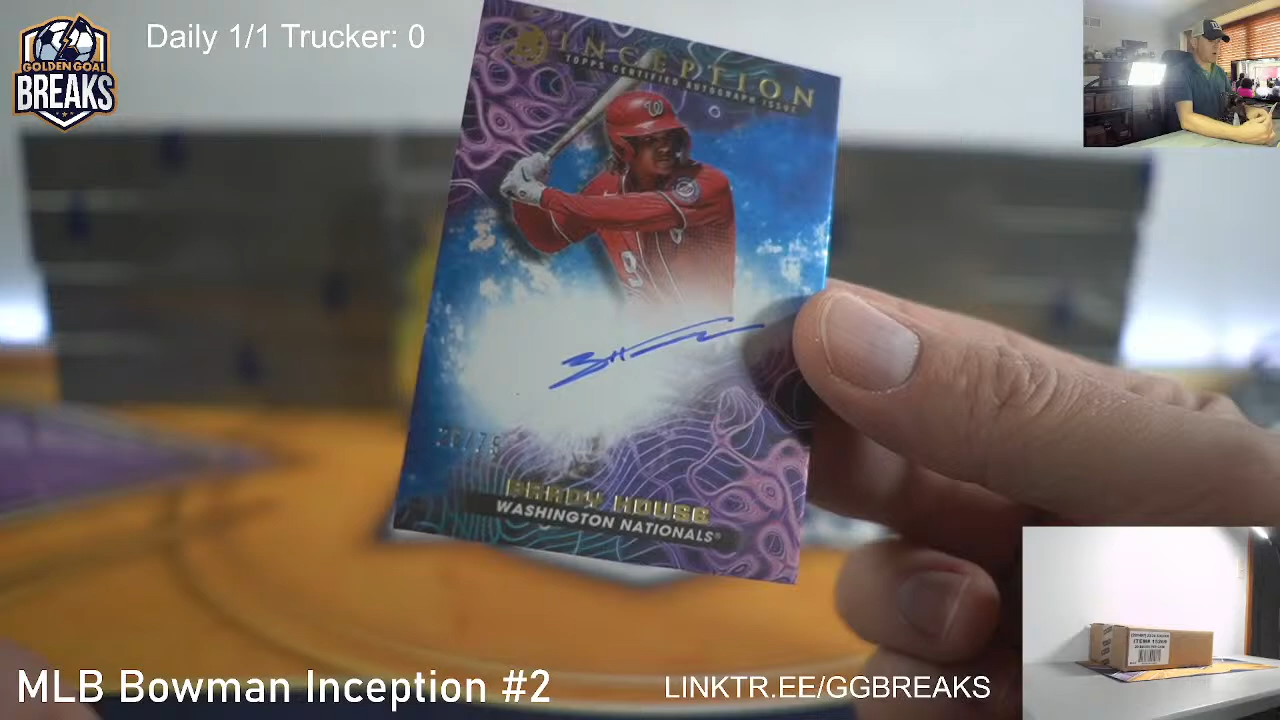 GOLDEN GOAL
BREAKS
Daily 1/1 Trucker: 0
INCEPTION
TOPPS CERTIFIED AUTOGRAPH ISSUE
W
BRADY HOUSE
WASHINGTON NATIONALS®
MLB Bowman Inception #2
LINKTR.EE/GGBREAKS